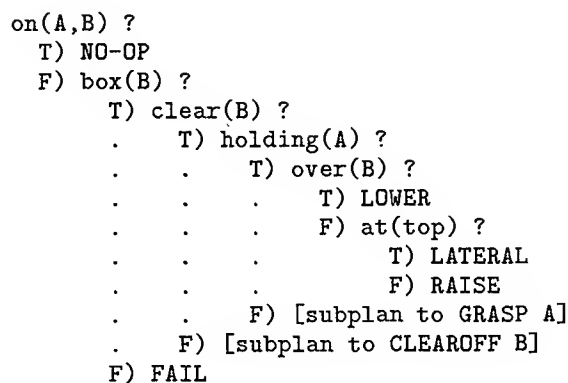 on(A,B) ?
  T) NO-OP
  F) box(B) ?
       T) clear(B) ?
       .    T) holding(A) ?
       .    .    T) over(B) ?
       .    .    .    T) LOWER
       .    .    .    F) at(top) ?
       .    .    .         T) LATERAL
       .    .    .         F) RAISE
       .    .    F) [subplan to GRASP A]
       .    F) [subplan to CLEAROFF B]
       F) FAIL